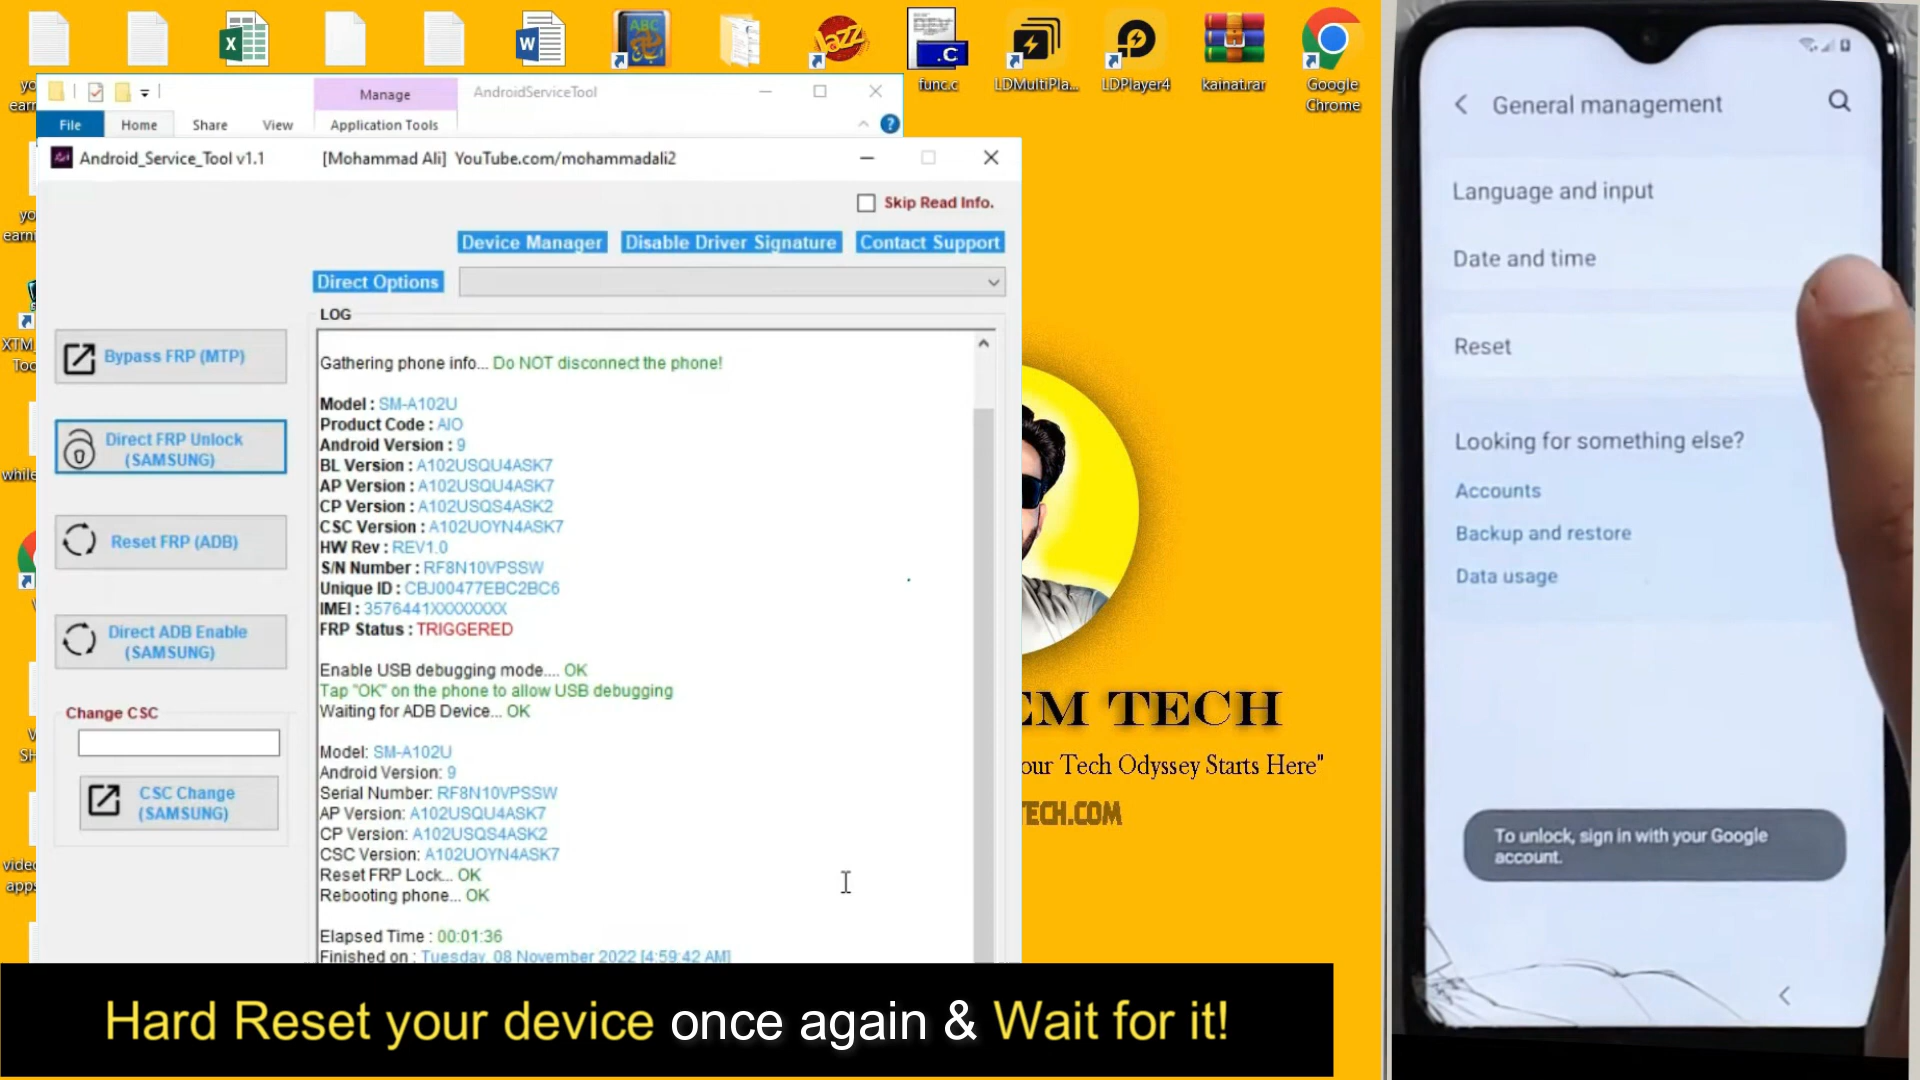 func.c
LDMultiPla...
LDPlayer4
kainatırar
Google
Chrome
Manage
AndroidServiceTool
File
Home
Share
View
Application Tools
Android_Service_Tool v1.1
[Mohammad Ali] YouTube.com/mohammadali2
Skip Read Info.
Device Manager
Disable Driver Signature
Contact Support
Direct Options
LOG
Bypass FRP (MTP)
Direct FRP Unlock
(SAMSUNG)
Reset FRP (ADB)
Direct ADB Enable
(SAMSUNG)
Change CSC
CSC Change
(SAMSUNG)
Gathering phone info... Do NOT disconnect the phone!
Model : SM-A102U
Product Code : AIO
Android Version : 9
BL Version : A102USQU4ASK7
AP Version : A102USQU4ASK7
CP Version : A102USQS4ASK2
CSC Version : A102UOYN4ASK7
HW Rev : REV1.0
S/N Number : RF8N10VPSSW
Unique ID : CBJ00477EBC2BC6
IMEI : 3576441XXXXXXXX
FRP Status : TRIGGERED
Enable USB debugging mode.... OK
Tap "OK" on the phone to allow USB debugging
Waiting for ADB Device... OK
Model: SM-A102U
Android Version: 9
Serial Number: RF8N10VPSSW
AP Version: A102USQU4ASK7
CP Version: A102USQS4ASK2
CSC Version: A102UOYN4ASK7
Reset FRP Lock... OK
Rebooting phone... OK
Elapsed Time : 00:01:36
Finished on : Tuesday, 08 November 2022 [4:59:42 AM]
EM TECH
our Tech Odyssey Starts Here"
TECH.COM
General management
Language and input
Date and time
Reset
Looking for something else?
Accounts
Backup and restore
Data usage
To unlock, sign in with your Google
account.
Hard Reset your device once again & Wait for it!